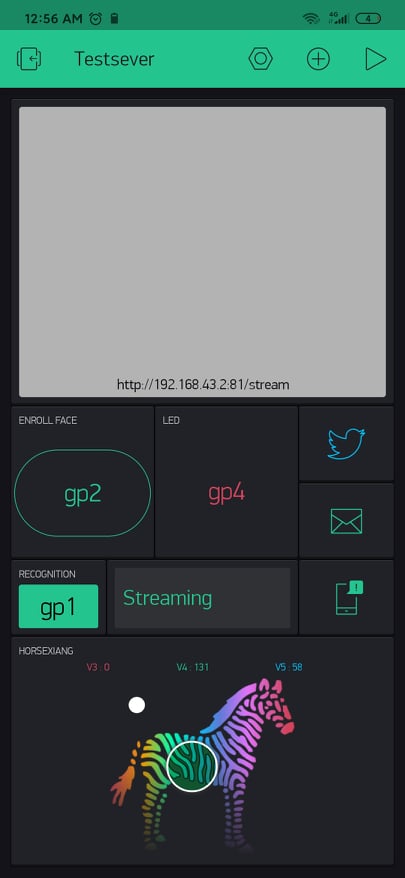 12:56 AM 4G 4
Testsever
http://192.168.43.2:81/stream
ENROLL FACE
LED
gp2
gp4
RECOGNITION
gp1
Streaming
!
HORSEXIANG
V3 : 0 V4 : 131 V5 : 58